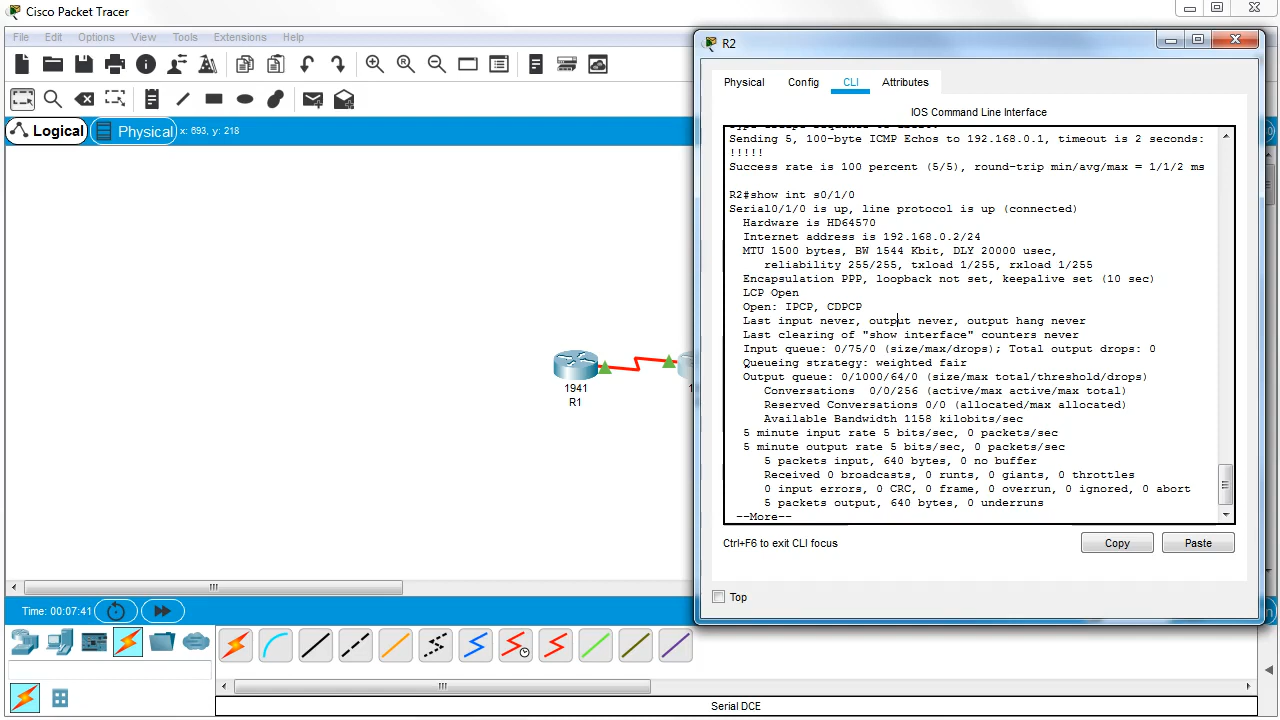 Cisco Packet Tracer
File Edit Options View Tools Extensions Help
Logical
Physical
x: 693, y: 218
1941
R1
Time: 00:07:41
Serial DCE
R2
Physical Config CLI Attributes
IOS Command Line Interface
Sending 5, 100-byte ICMP Echos to 192.168.0.1, timeout is 2 seconds:
!!!!!
Success rate is 100 percent (5/5), round-trip min/avg/max = 1/1/2 ms
R2#show int s0/1/0
Serial0/1/0 is up, line protocol is up (connected)
Hardware is HD64570
Internet address is 192.168.0.2/24
MTU 1500 bytes, BW 1544 Kbit, DLY 20000 usec,
reliability 255/255, txload 1/255, rxload 1/255
Encapsulation PPP, loopback not set, keepalive set (10 sec)
LCP Open
Open: IPCP, CDPCP
Last input never, output never, output hang never
Last clearing of "show interface" counters never
Input queue: 0/75/0 (size/max/drops); Total output drops: 0
Queueing strategy: weighted fair
Output queue: 0/1000/64/0 (size/max total/threshold/drops)
Conversations 0/0/256 (active/max active/max total)
Reserved Conversations 0/0 (allocated/max allocated)
Available Bandwidth 1158 kilobits/sec
5 minute input rate 5 bits/sec, 0 packets/sec
5 minute output rate 5 bits/sec, 0 packets/sec
5 packets input, 640 bytes, 0 no buffer
Received 0 broadcasts, 0 runts, 0 giants, 0 throttles
0 input errors, 0 CRC, 0 frame, 0 overrun, 0 ignored, 0 abort
5 packets output, 640 bytes, 0 underruns
--More--
Ctrl+F6 to exit CLI focus
Copy Paste
Top